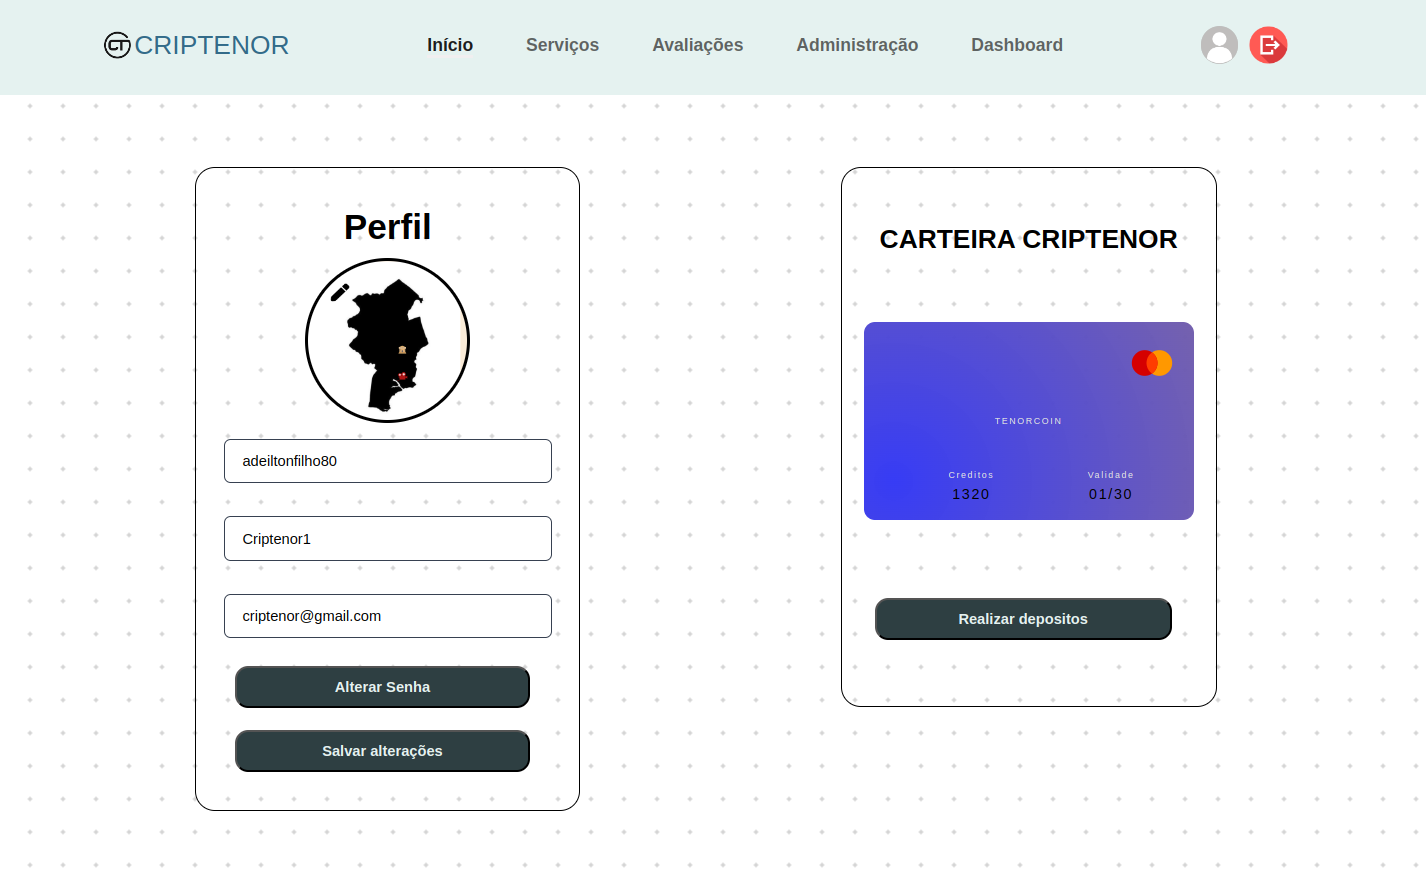 CRIPTENOR
Início
Serviços
Avaliações
Administração
Dashboard
Perfil
adeiltonfilho80
Criptenor1
criptenor@gmail.com
Alterar Senha
Salvar alterações
CARTEIRA CRIPTENOR
TENORCOIN
Creditos
Validade
1320
01/30
Realizar depositos